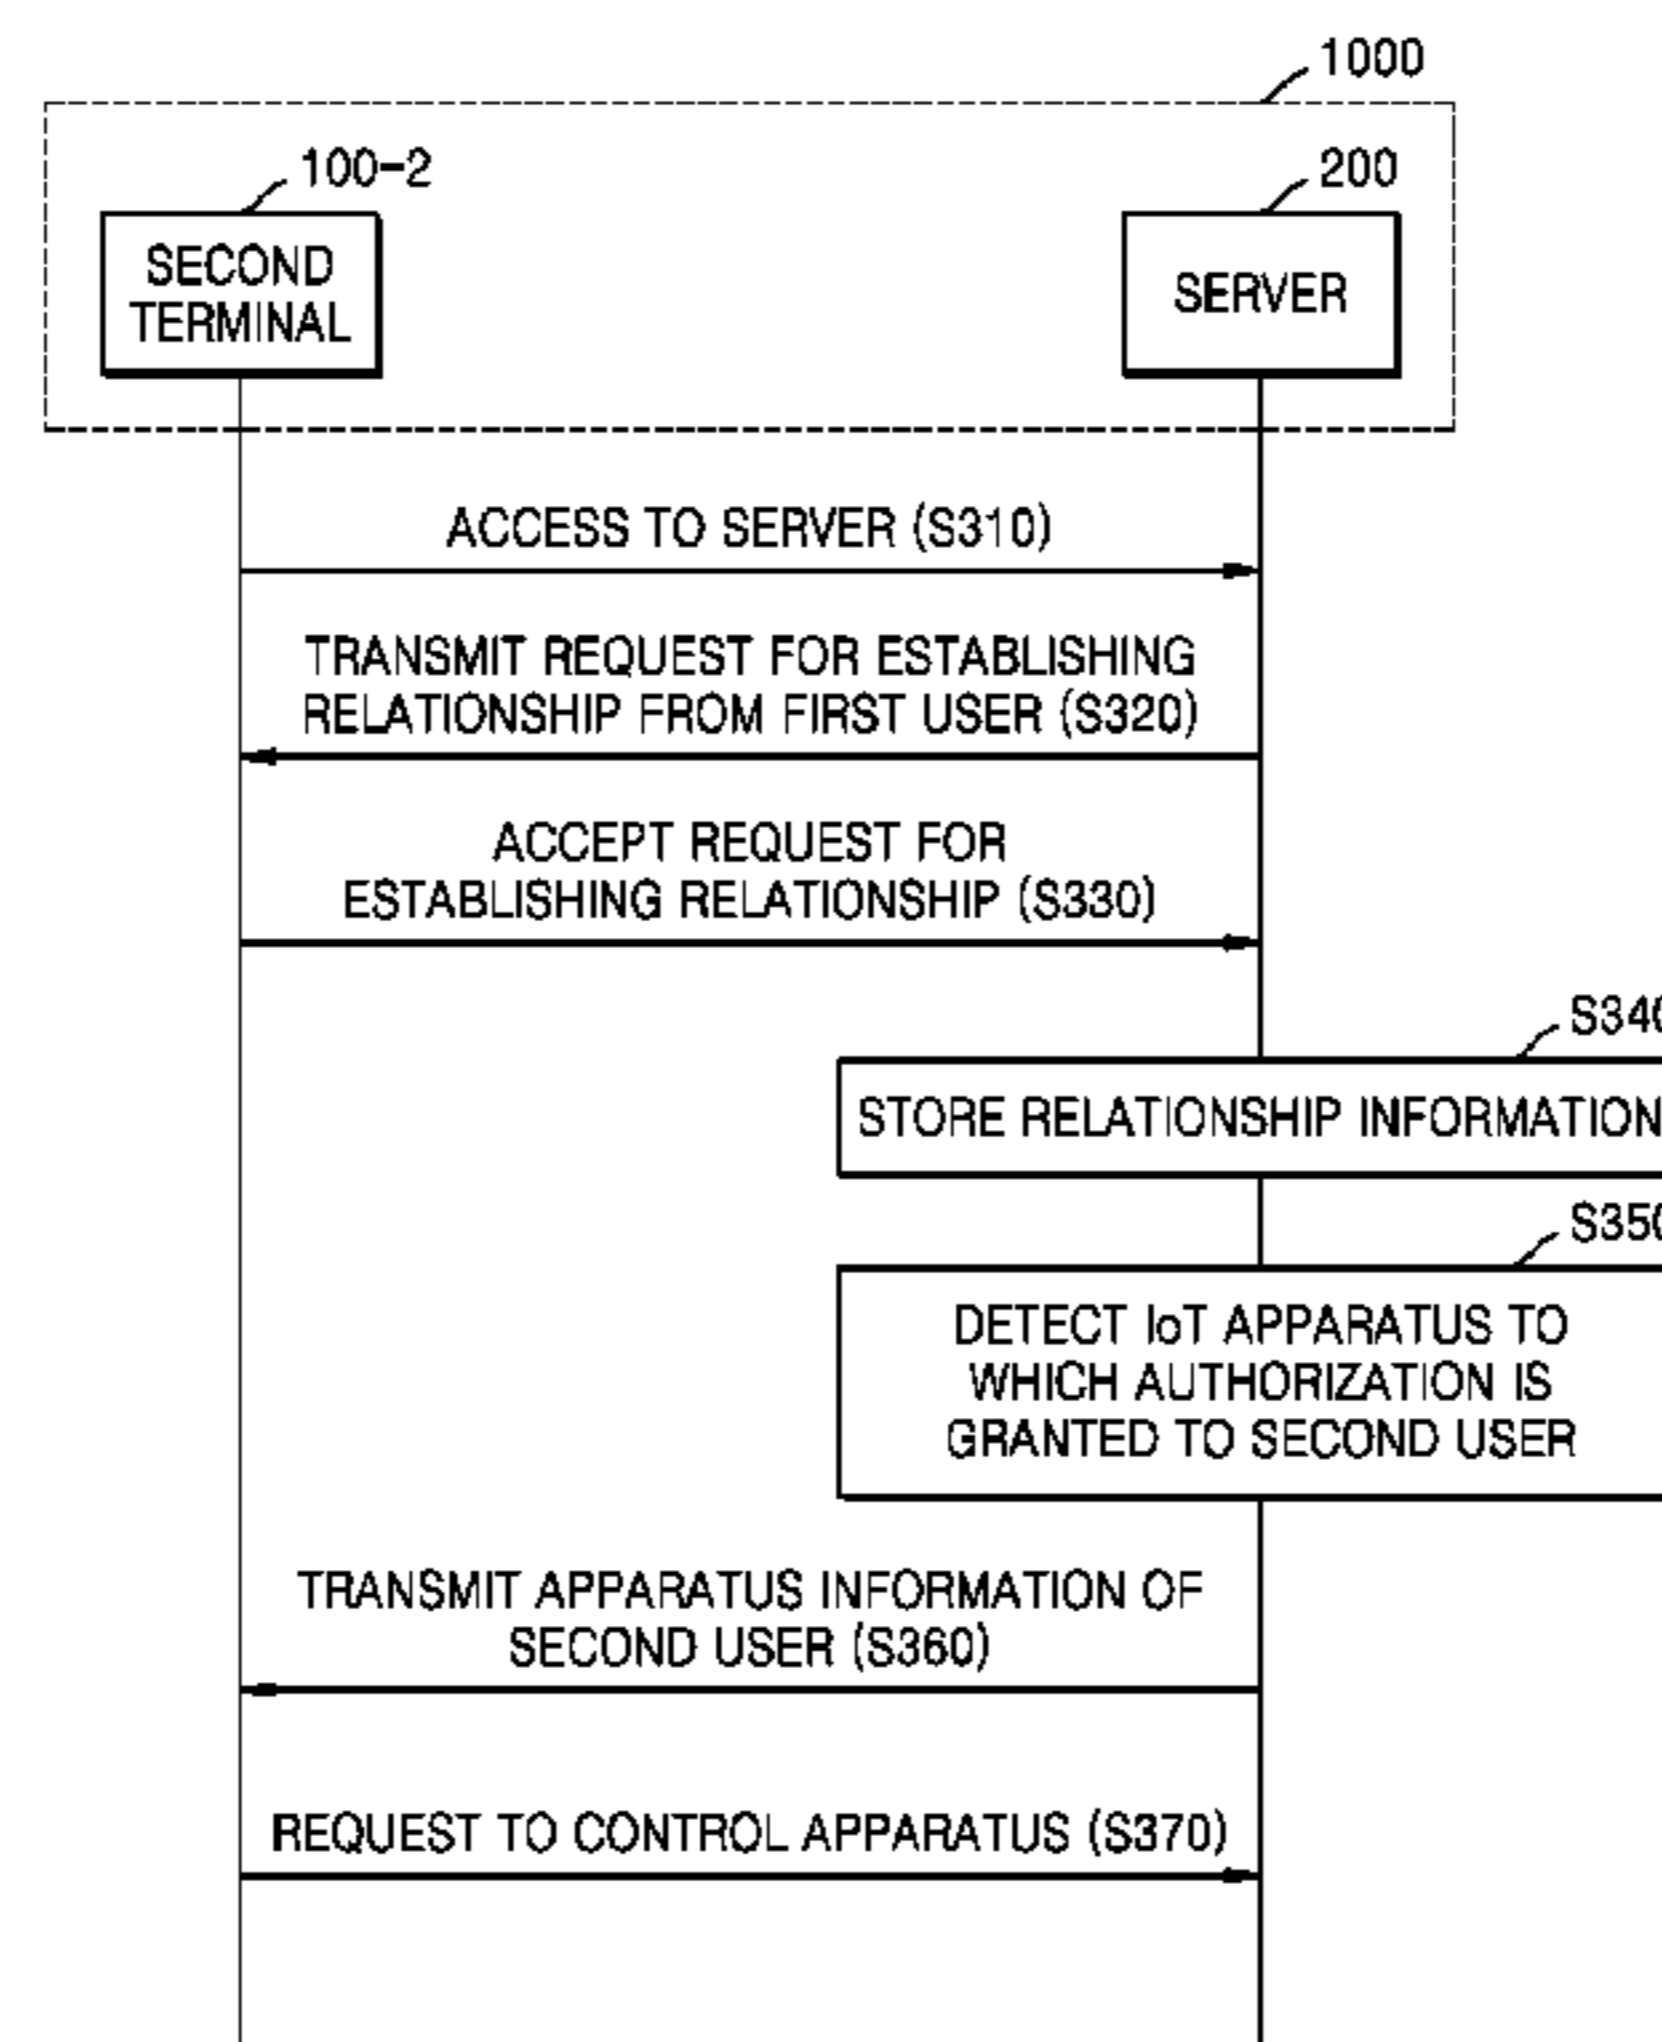 1000
100-2
200
SECOND
TERMINAL
SERVER
ACCESS TO SERVER (S310)
TRANSMIT REQUEST FOR ESTABLISHING
RELATIONSHIP FROM FIRST USER (S320)
ACCEPT REQUEST FOR
ESTABLISHING RELATIONSHIP (S330)
S340
STORE RELATIONSHIP INFORMATION
S350
DETECT IoT APPARATUS TO
WHICH AUTHORIZATION IS
GRANTED TO SECOND USER
TRANSMIT APPARATUS INFORMATION OF
SECOND USER (S360)
REQUEST TO CONTROL APPARATUS (S370)